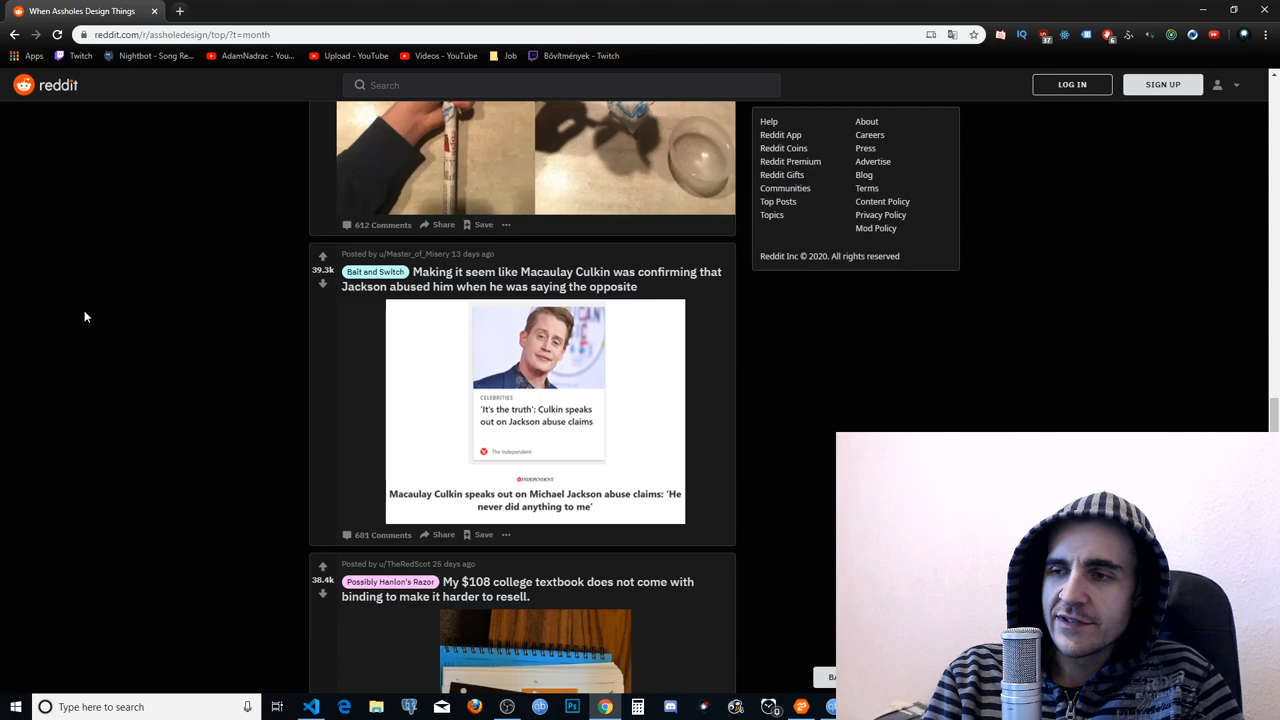 When Assholes Design Things
reddit.com/r/assholedesign/top/?t=month
Apps Twitch Nightbot - Song Re... AdamNadrac - You... Upload - YouTube Videos - YouTube Job Bővítmények - Twitch
reddit Search LOG IN SIGN UP
Help About
Reddit App Careers
Reddit Coins Press
Reddit Premium Advertise
Reddit Gifts Blog
Communities Terms
Top Posts Content Policy
Topics Privacy Policy
Mod Policy
Reddit Inc © 2020. All rights reserved
612 Comments Share Save
Posted by u/Master_of_Misery 13 days ago
39.3k
Bait and Switch Making it seem like Macaulay Culkin was confirming that
Jackson abused him when he was saying the opposite
CELEBRITIES
'It's the truth': Culkin speaks
out on Jackson abuse claims
The Independent
INDEPENDENT
Macaulay Culkin speaks out on Michael Jackson abuse claims: 'He
never did anything to me'
681 Comments Share Save
Posted by u/TheRedScot 25 days ago
38.4k
Possibly Hanlon's Razor My $108 college textbook does not come with
binding to make it harder to resell.
Type here to search